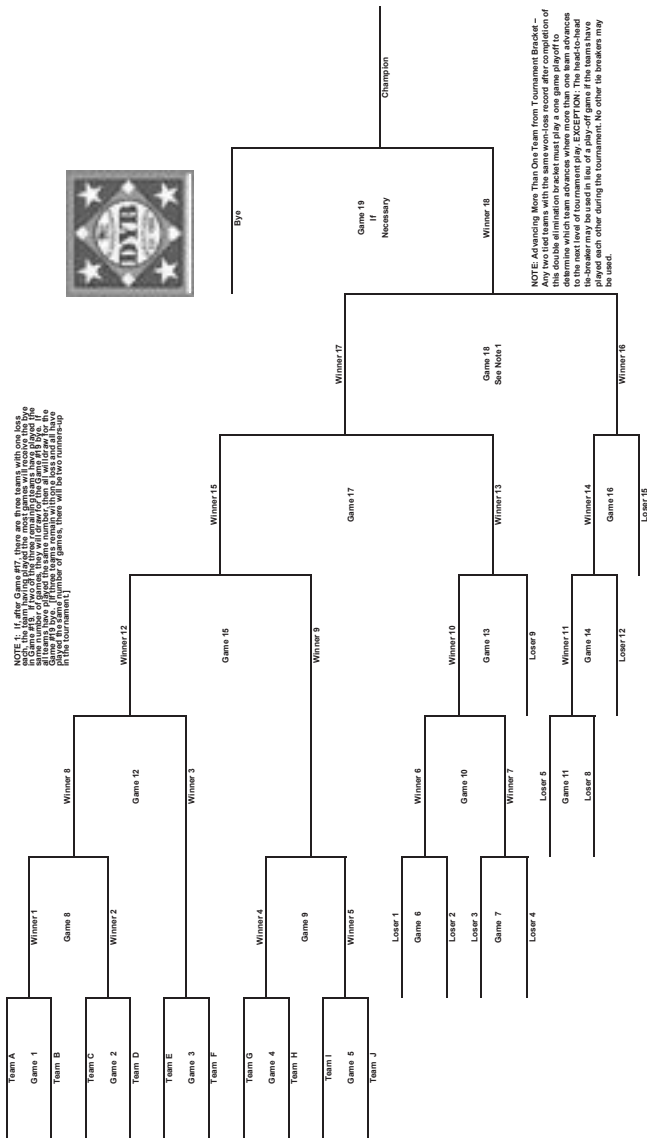 NOTE 1: If, after Game #17, there are three teams with one loss
each, the team having played the most games will receive the bye
in Game #19. If two of the three remaining teams have played the
same number of games, they will draw for the Game #19 bye. If
all teams have played the same number, then all will draw for the
Game #19 bye. [If three teams remain with one loss and all have
played the same number of games, there will be two runners-up
in the tournament.]
DYB
Team A
Game 1
Team B
Team C
Game 2
Team D
Team E
Game 3
Team F
Team G
Game 4
Team H
Team I
Game 5
Team J
Winner 1
Game 8
Winner 2
Winner 4
Game 9
Winner 5
Loser 1
Game 6
Loser 2
Loser 3
Game 7
Loser 4
Winner 8
Game 12
Winner 3
Winner 6
Game 10
Winner 7
Loser 5
Game 11
Loser 8
Winner 12
Game 15
Winner 9
Winner 10
Game 13
Loser 9
Winner 11
Game 14
Loser 12
Winner 15
Game 17
Winner 13
Winner 14
Game 16
Loser 15
Winner 17
Game 18
See Note 1
Winner 16
Bye
Game 19
If
Necessary
Winner 18
Champion
NOTE: Advancing More Than One Team from Tournament Bracket –
Any two tied teams with the same won-loss record after completion of
this double elimination bracket must play a one game playoff to
determine which team advances where more than one team advances
to the next level of tournament play. EXCEPTION: The head-to-head
tie-breaker may be used in lieu of a play-off game if the teams have
played each other during the tournament. No other tie breakers may
be used.